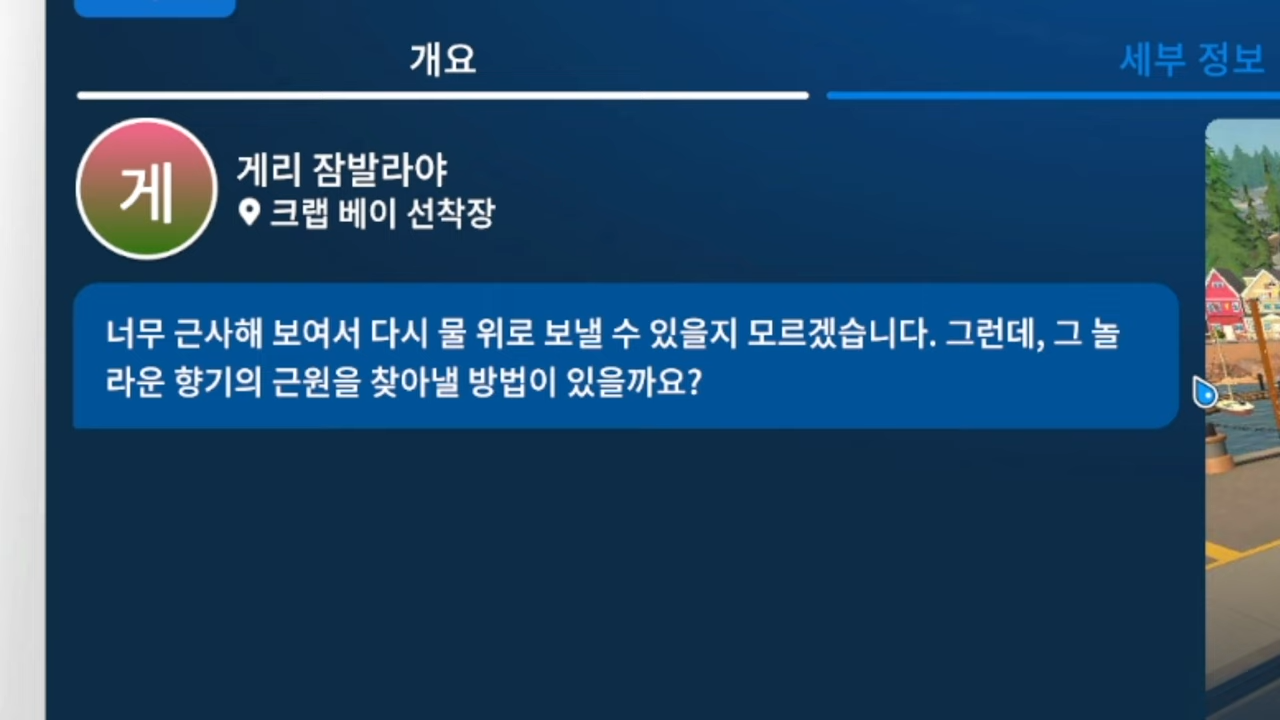 개요
세부 정보
게
게리 잠발라야
크랩 베이 선착장
너무 근사해 보여서 다시 물 위로 보낼 수 있을지 모르겠습니다. 그런데, 그 놀
라운 향기의 근원을 찾아낼 방법이 있을까요?